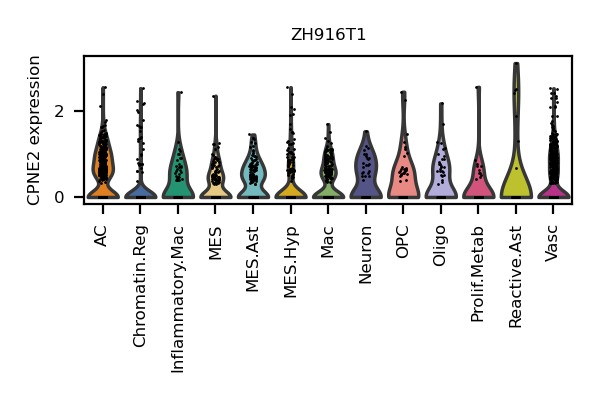 ZH916T1
CPNE2 expression
2
0
AC
Chromatin.Reg
Inflammatory.Mac
MES
MES.Ast
MES.Hyp
Mac
Neuron
OPC
Oligo
Prolif.Metab
Reactive.Ast
Vasc